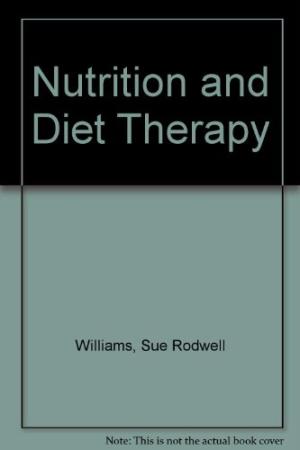 Nutrition and
Diet Therapy
Williams, Sue Rodwell
Note: This is not the actual book cover